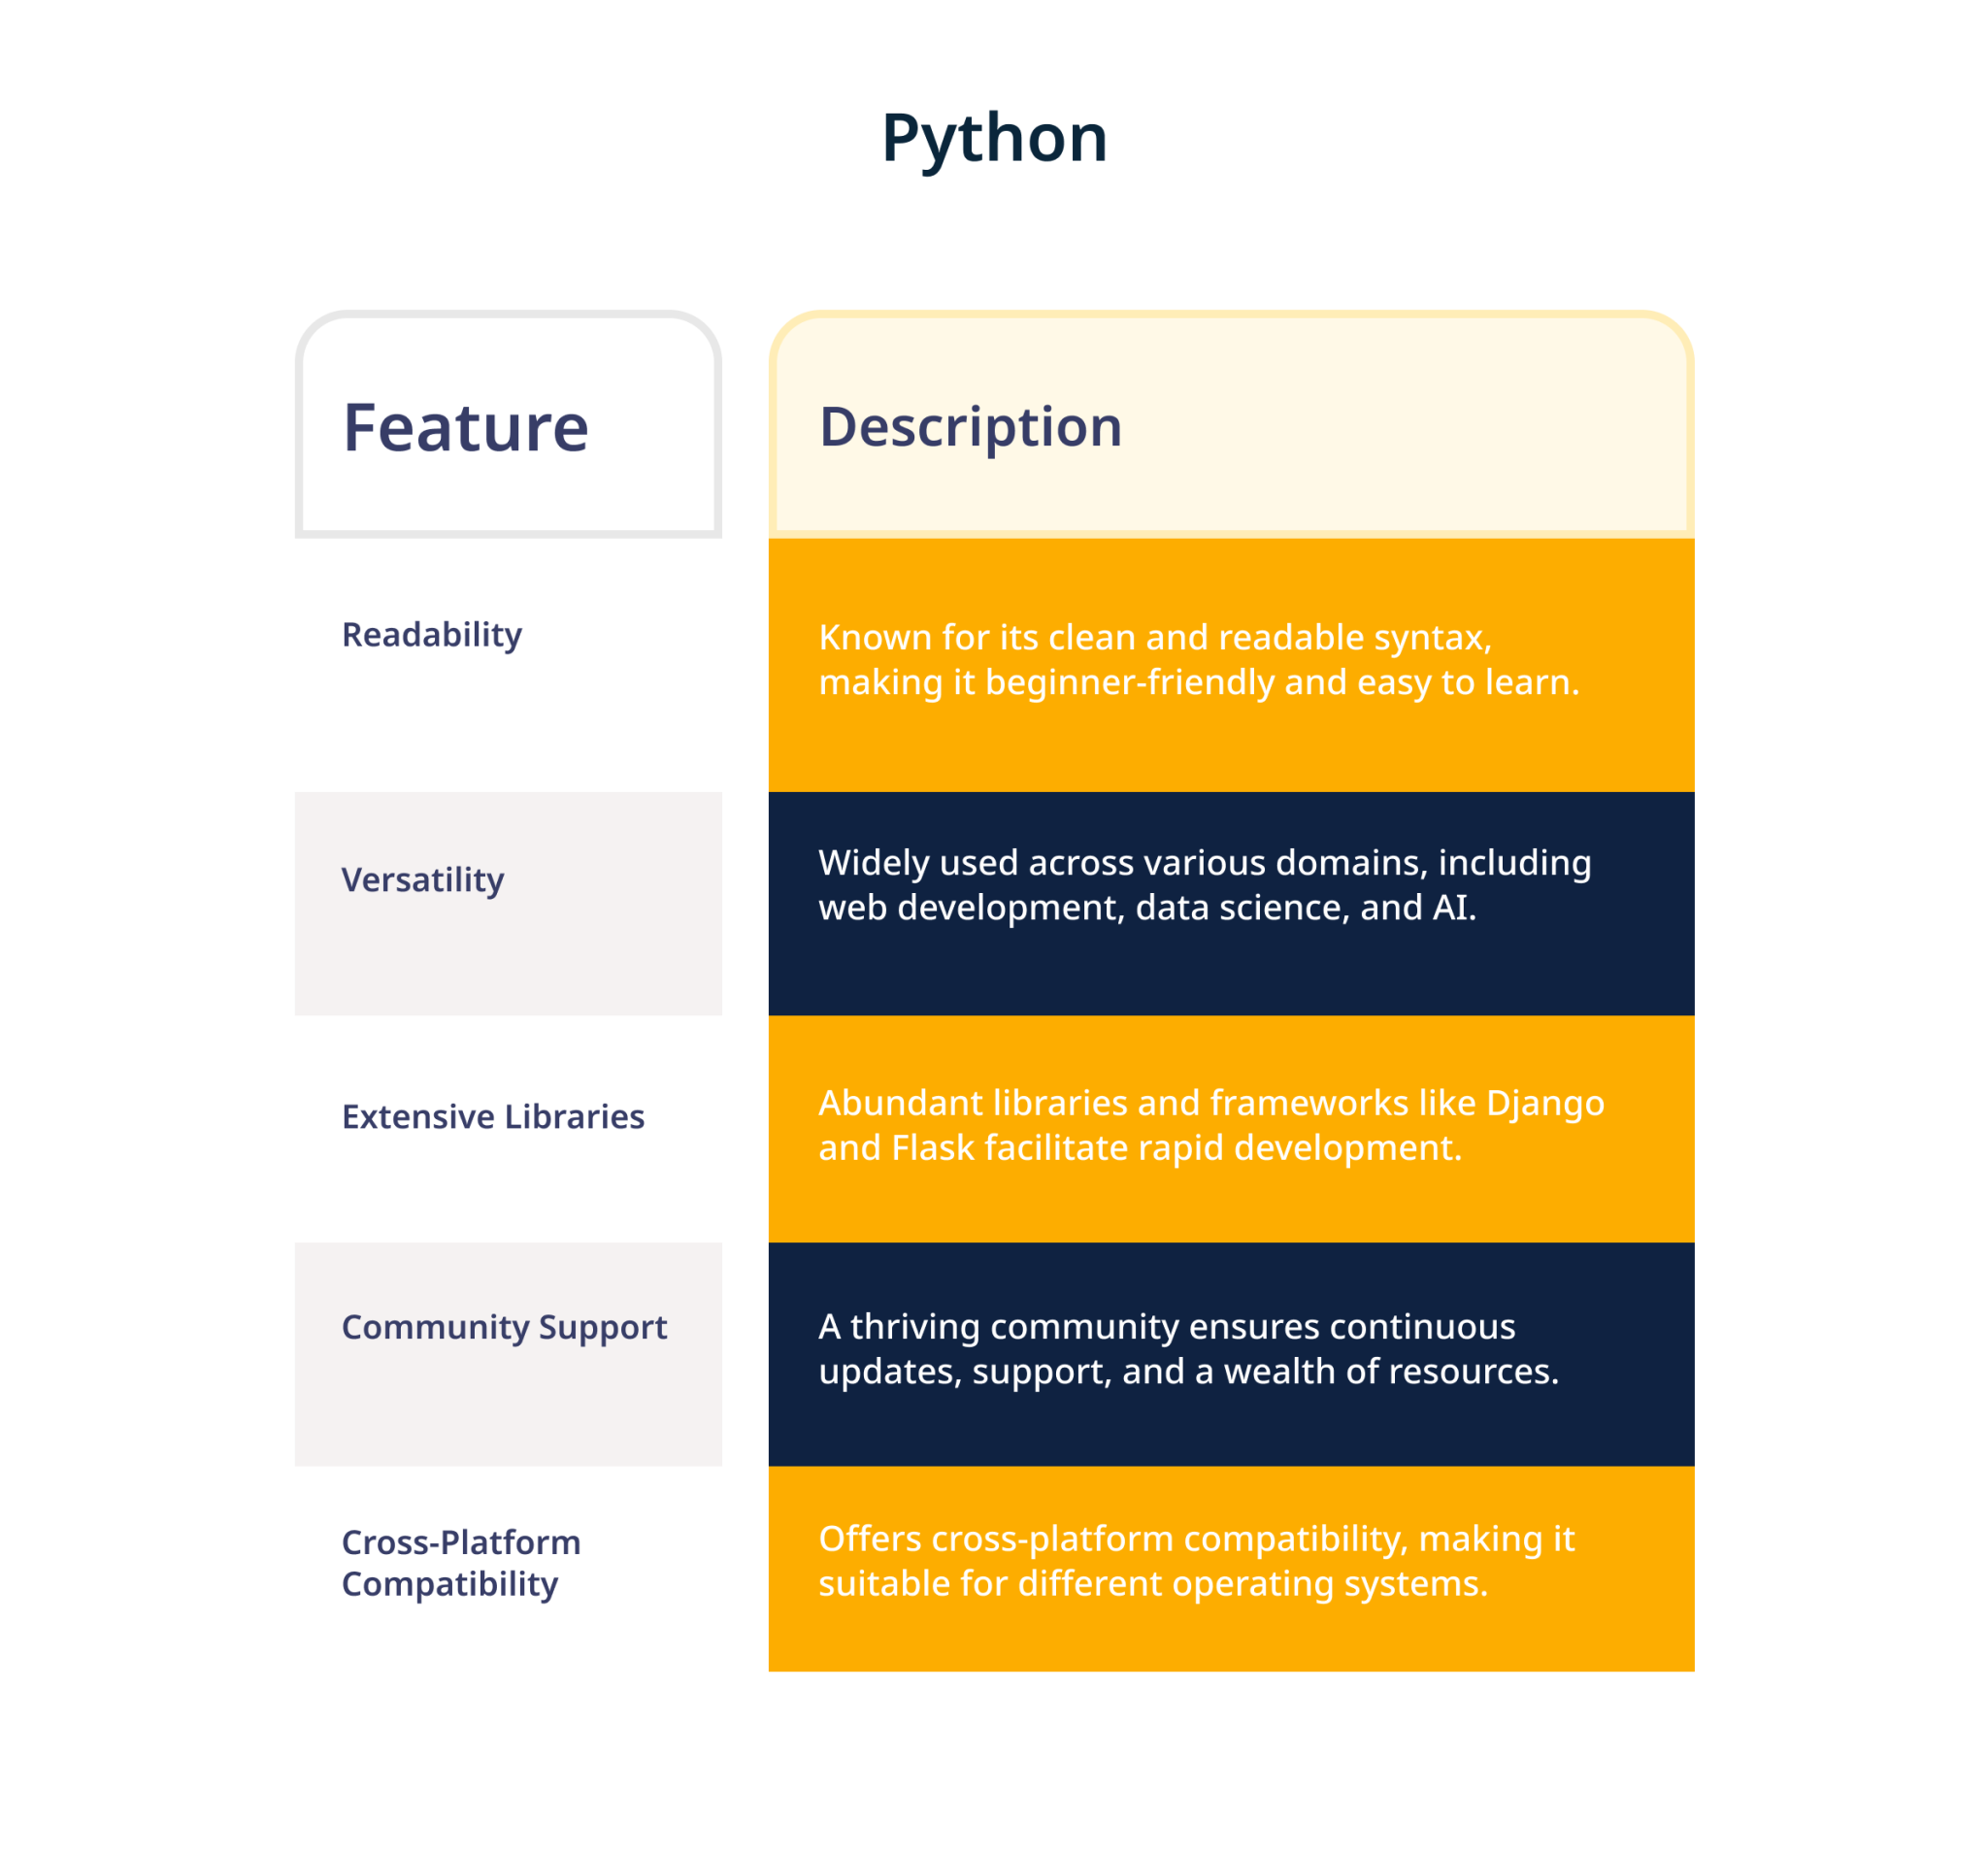 Python
Feature
Description
Readability
Known for its clean and readable syntax,
making it beginner-friendly and easy to learn.
Versatility
Widely used across various domains, including
web development, data science, and AI.
Extensive Libraries
Abundant libraries and frameworks like Django
and Flask facilitate rapid development.
Community Support
A thriving community ensures continuous
updates, support, and a wealth of resources.
Cross-Platform
Compatibility
Offers cross-platform compatibility, making it
suitable for different operating systems.